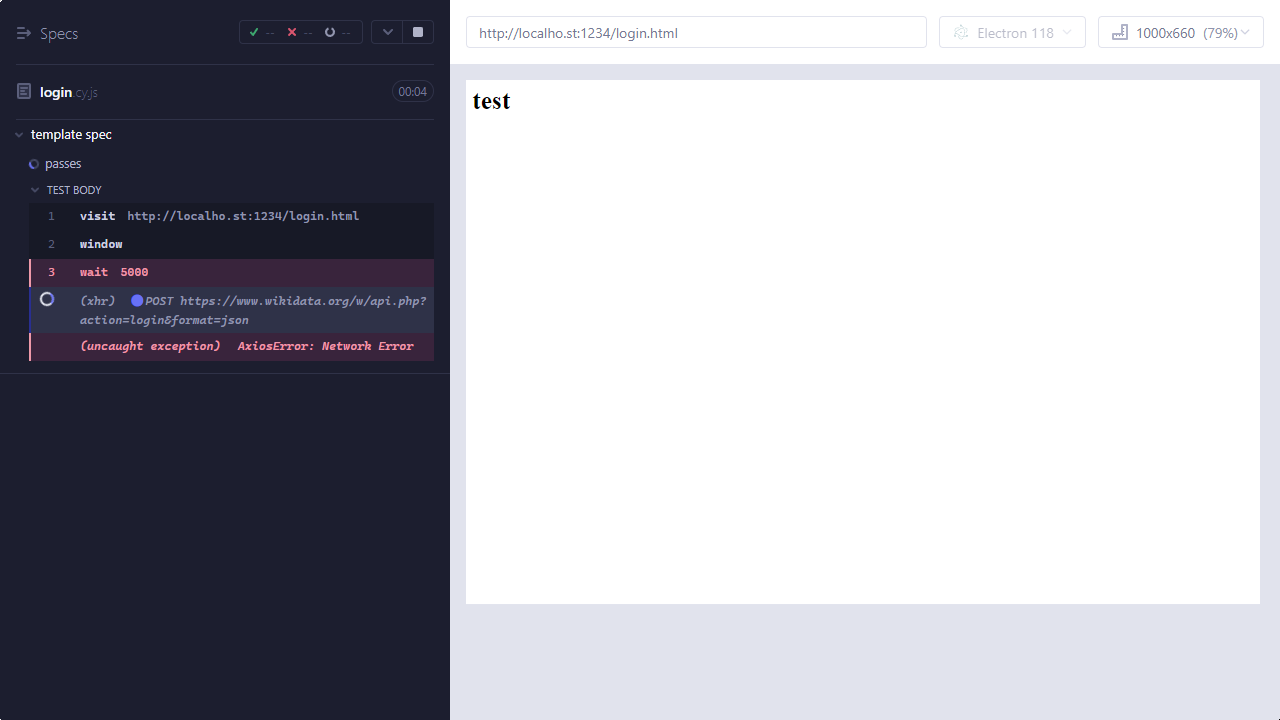 Specs
-- -- --
http://localho.st:1234/login.html
Electron 118
1000x660 (79%)
login.cy.js
00:04
template spec
passes
TEST BODY
1 visit http://localho.st:1234/login.html
2 window
3 wait 5000
(xhr) POST https://www.wikidata.org/w/api.php?
action=login&format=json
(uncaught exception) AxiosError: Network Error
test